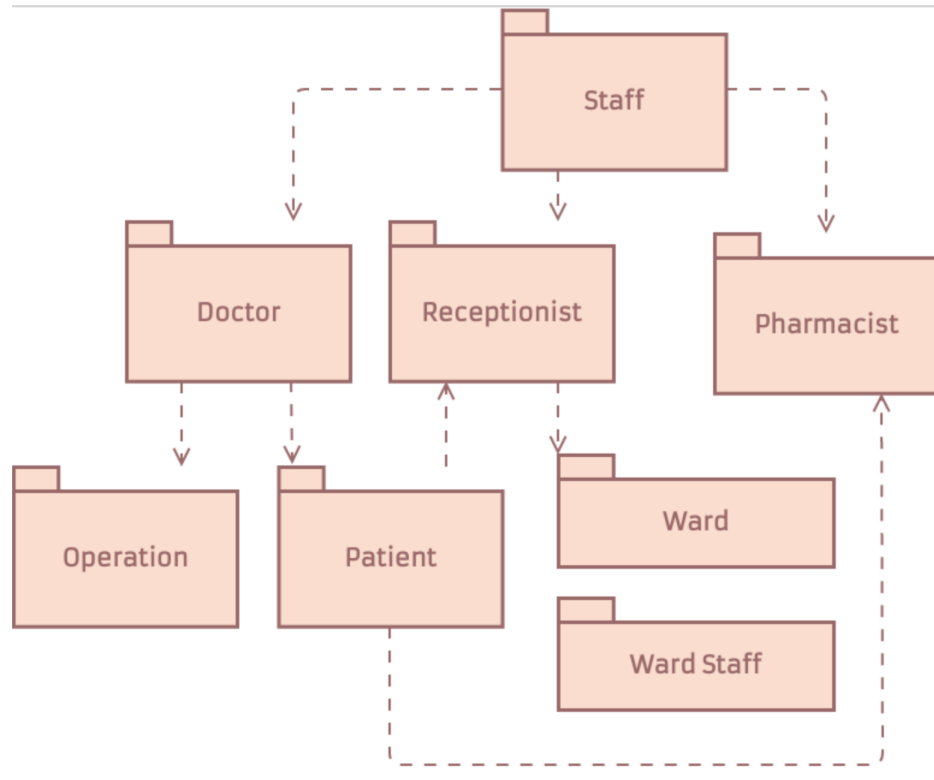 Staff
Doctor
Receptionist
Pharmacist
Operation
Patient
Ward
Ward Staff